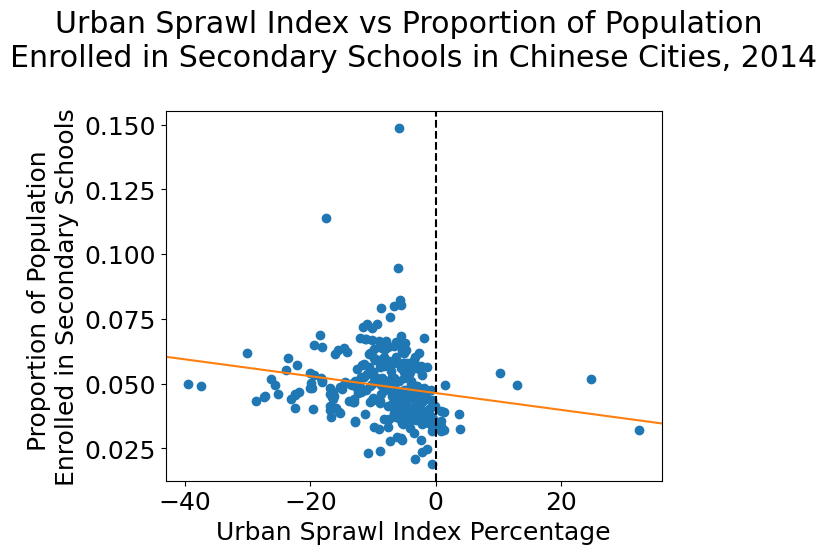 Urban Sprawl Index vs Proportion of Population
Enrolled in Secondary Schools in Chinese Cities, 2014
Proportion of Population
Enrolled in Secondary Schools
0.150
0.125
0.100
0.075
0.050
0.025
−40
−20
0
20
Urban Sprawl Index Percentage